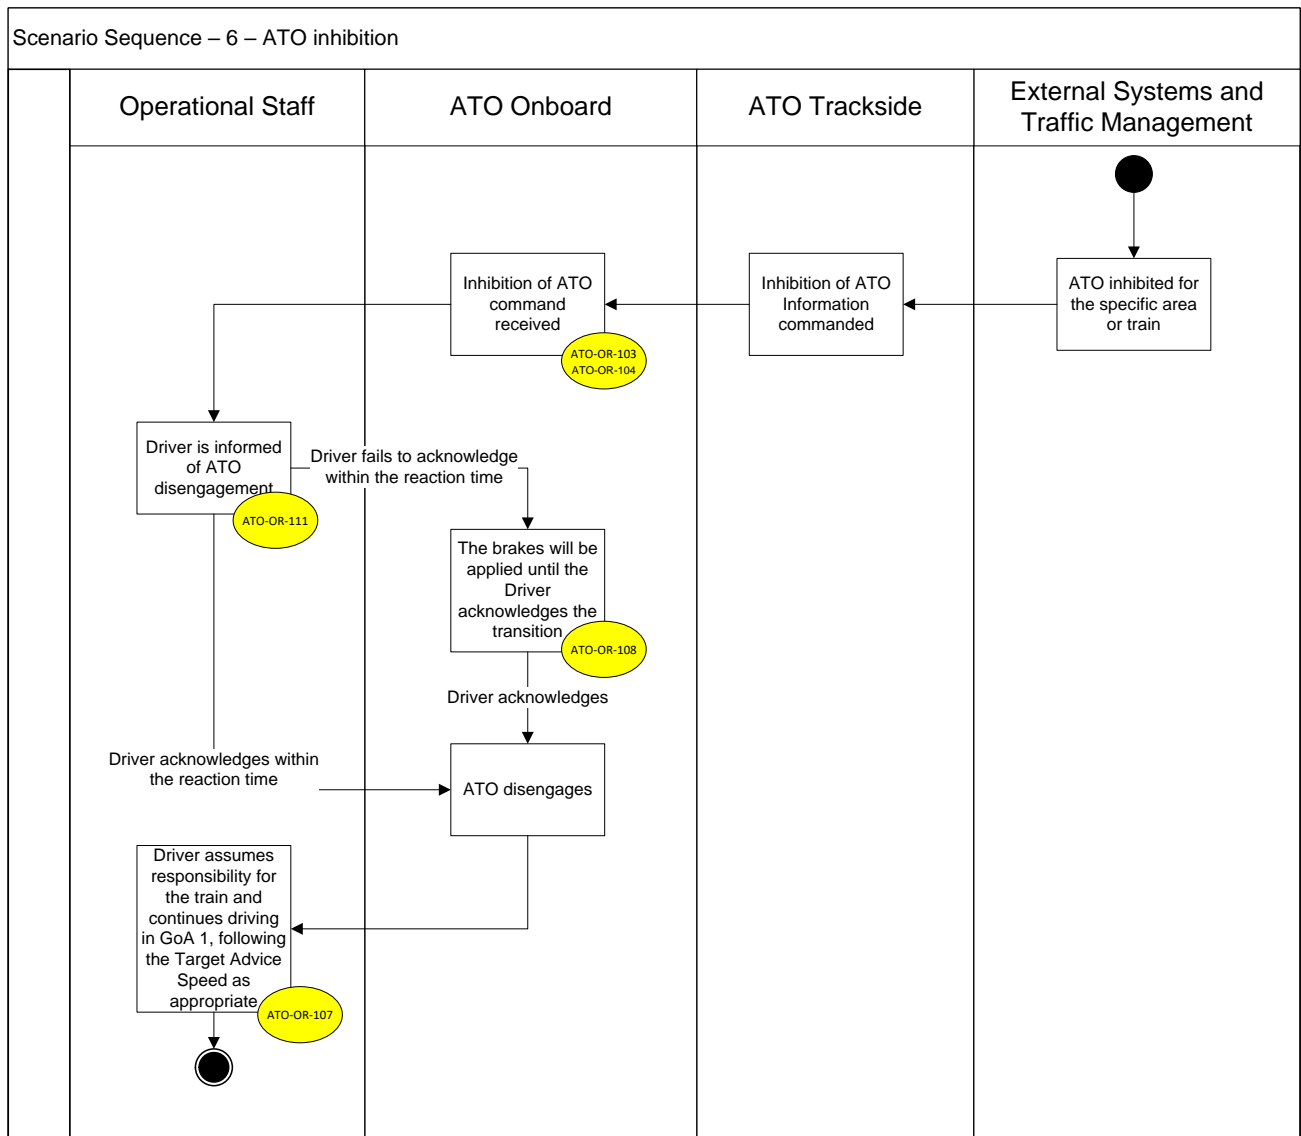 Scenario Sequence – 6 – ATO inhibition
Operational Staff
ATO Onboard
ATO Trackside
External Systems and
Traffic Management
ATO inhibited for
the specific area
or train
Inhibition of ATO
Information
commanded
Inhibition of ATO
command
received
ATO-OR-103
ATO-OR-104
Driver is informed
of ATO
disengagement
ATO-OR-111
Driver fails to acknowledge
within the reaction time
The brakes will be
applied until the
Driver
acknowledges the
transition
ATO-OR-108
Driver acknowledges
Driver acknowledges within
the reaction time
ATO disengages
Driver assumes
responsibility for
the train and
continues driving
in GoA 1, following
the Target Advice
Speed as
appropriate
ATO-OR-107